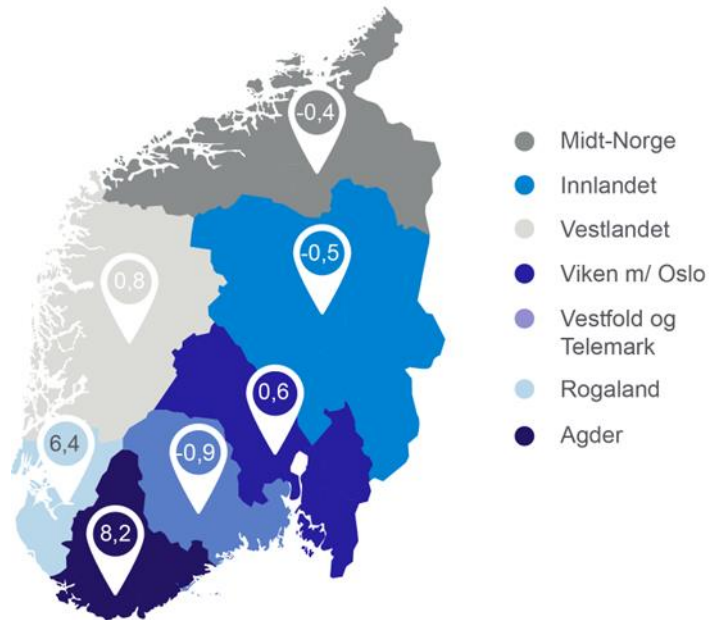 -0,4
-0,5
0,8
0,6
6,4
-0,9
8,2
Midt-Norge
Innlandet
Vestlandet
Viken m/ Oslo
Vestfold og
Telemark
Rogaland
Agder